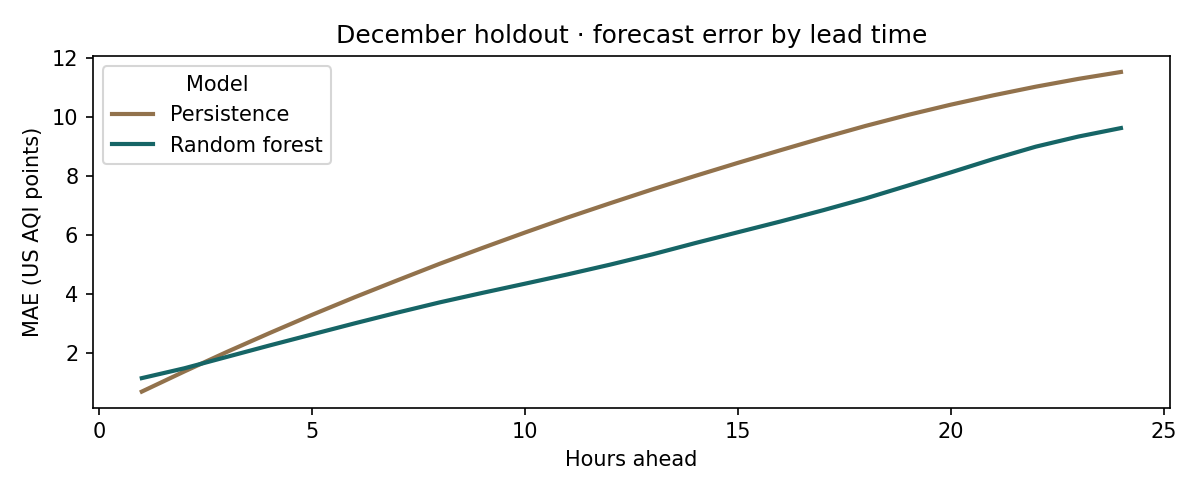 December holdout · forecast error by lead time
MAE (US AQI points)
12
10
8
6
4
2
Model
Persistence
Random forest
0 5 10 15 20 25
Hours ahead